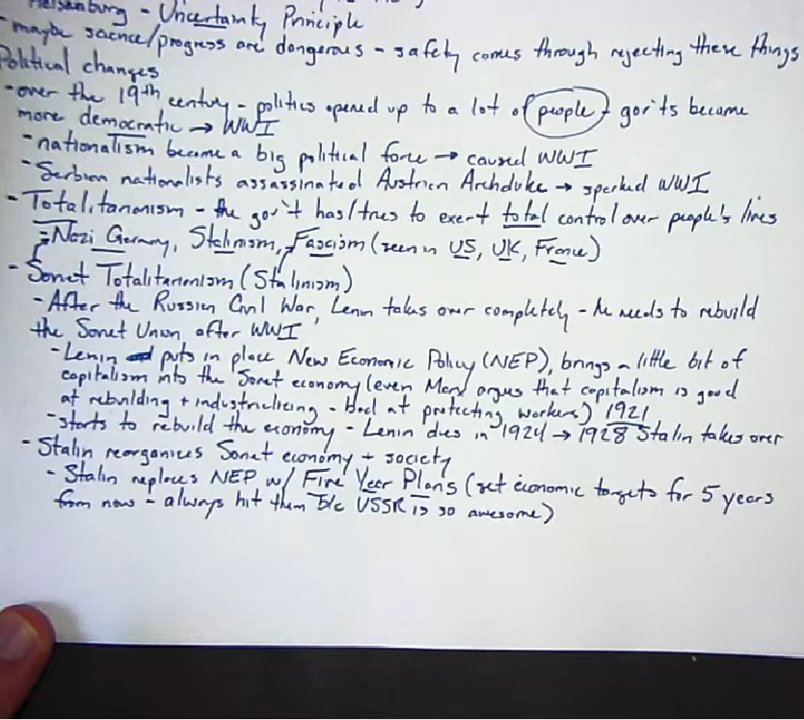 Heisenburg - Uncertainty Principle
- maybe science/progress are dangerous - safety comes through rejecting these things
Political changes
- over the 19th century - politics opened up to a lot of people + gov'ts become
more democratic → WWI
- nationalism became a big political force → caused WWI
- Serbian nationalists assassinated Austrian Archduke → sparked WWI
- Totalitarianism - the gov't has/tries to exert total control over people's lives
- Nazi Germany, Stalinism, Fascism (seen in US, UK, France)
- Soviet Totalitarianism (Stalinism)
- After the Russian Civil War, Lenin takes over completely - he needs to rebuild
the Soviet Union after WWI
- Lenin puts in place New Economic Policy (NEP), brings a little bit of
capitalism into the Soviet economy (even Marx argues that capitalism is good
at rebuilding + industrializing - bad at protecting workers) 1921
- starts to rebuild the economy - Lenin dies in 1924 → 1928 Stalin takes over
- Stalin reorganizes Soviet economy + society
- Stalin replaces NEP w/ Five Year Plans (set economic targets for 5 years
from now - always hit them b/c USSR is so awesome)